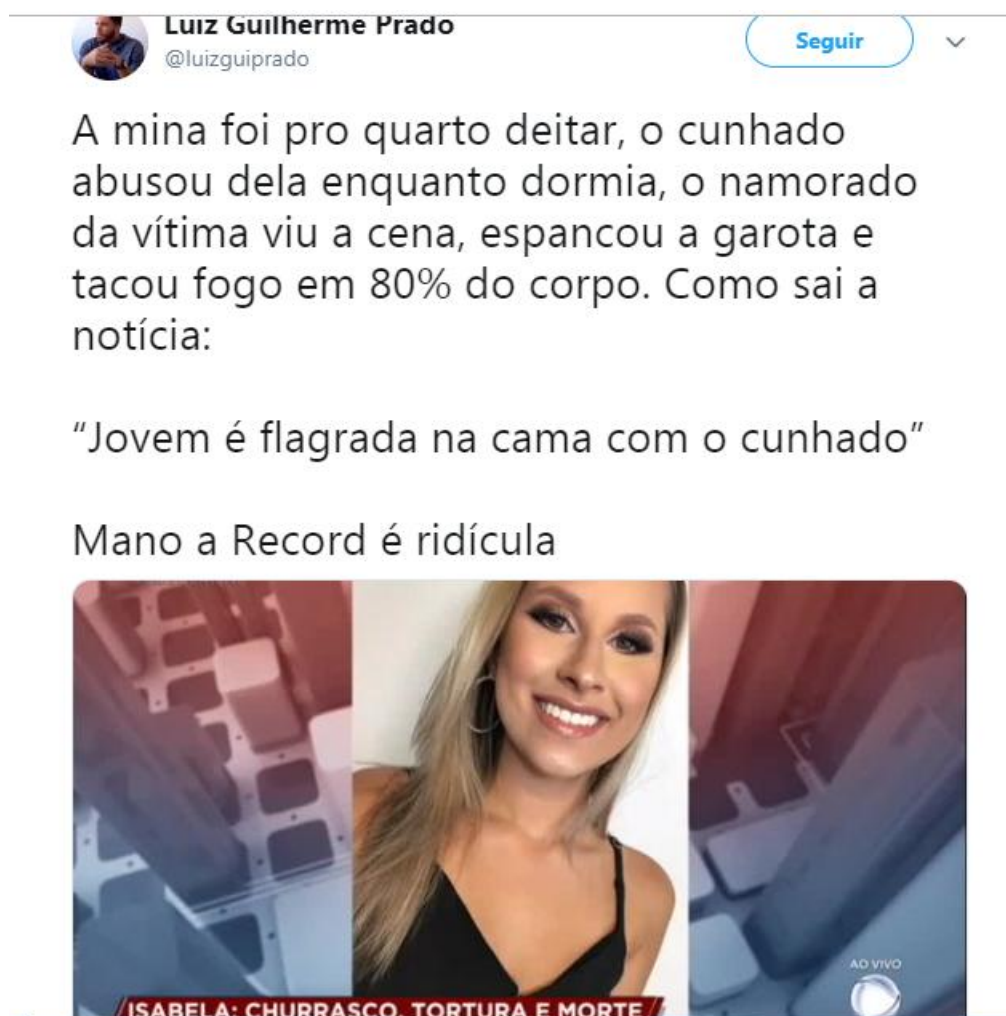 Luiz Guilherme Prado
@luizguiprado
Seguir
A mina foi pro quarto deitar, o cunhado
abusou dela enquanto dormia, o namorado
da vítima viu a cena, espancou a garota e
tacou fogo em 80% do corpo. Como sai a
notícia:
“Jovem é flagrada na cama com o cunhado”
Mano a Record é ridícula
AO VIVO
ISABELA: CHURRASCO, TORTURA E MORTE